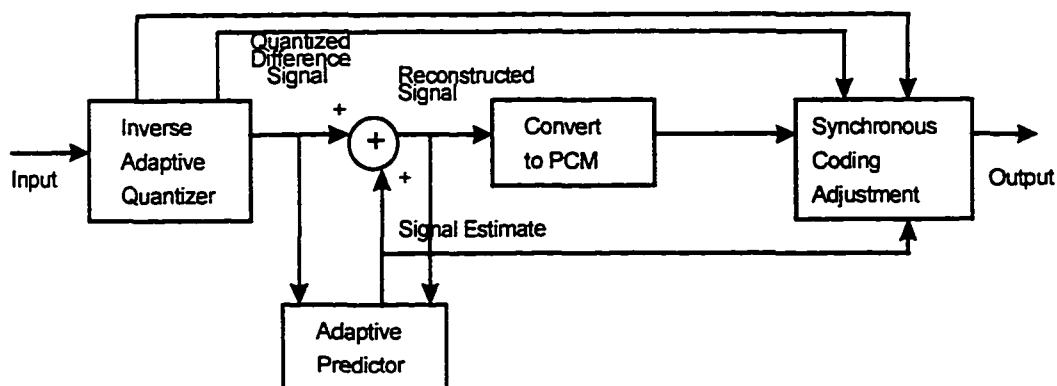 Quantized
Difference
Signal
Reconstructed
Signal
+
Inverse
Adaptive
Quantizer
+
Convert
to PCM
Synchronous
Coding
Adjustment
Input
+
Output
Signal Estimate
Adaptive
Predictor